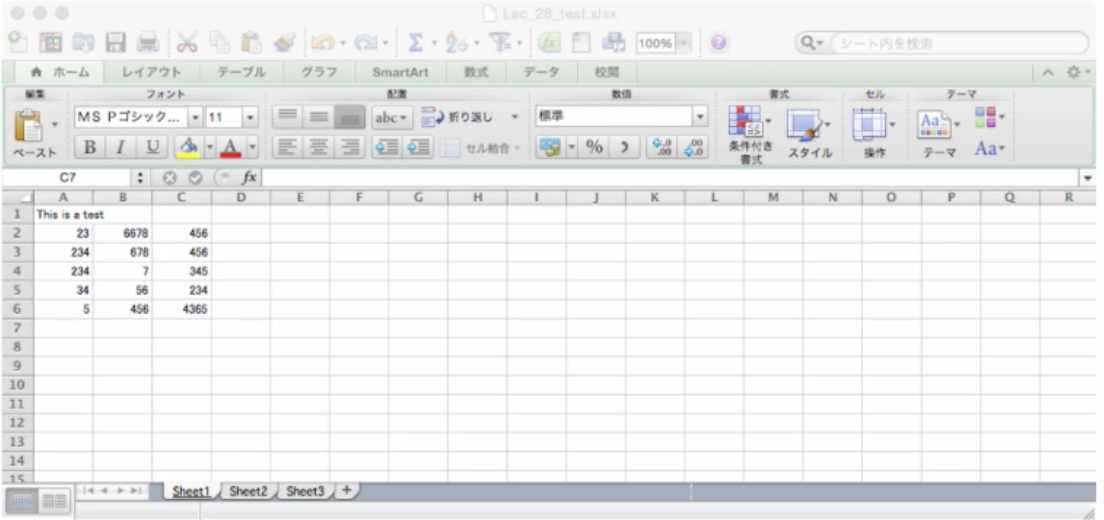 Lec_28_test.xlsx
100% シート内を検索
ホーム レイアウト テーブル グラフ SmartArt 数式 データ 校閲
編集 フォント 配置 数値 書式 セル テーマ
MS Pゴシック... 11 abc 折り返し 標準 Aa
ペースト B I U A セル結合 % 条件付き書式 スタイル 操作 テーマ Aa
C7 fx
A B C D E F G H I J K L M N O P Q R
1 This is a test
2 23 6678 456
3 234 678 456
4 234 7 345
5 34 56 234
6 5 456 4365
7
8
9
10
11
12
13
14
15
Sheet1 Sheet2 Sheet3 +